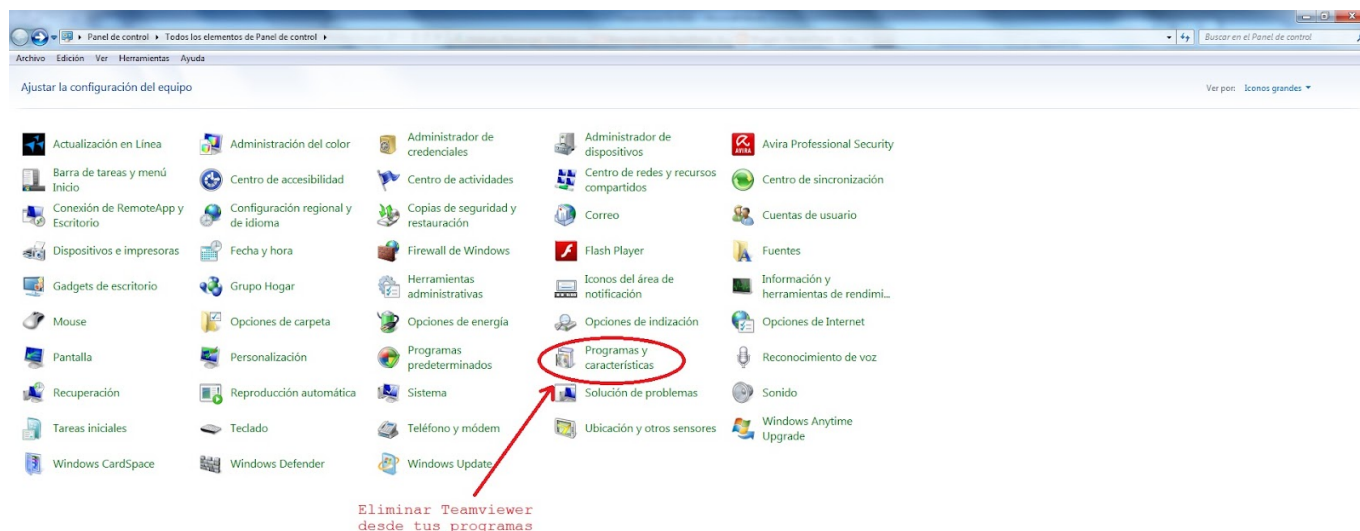 Panel de control ▸ Todos los elementos de Panel de control ▸
Buscar en el Panel de control
Archivo Edición Ver Herramientas Ayuda
Ajustar la configuración del equipo
Ver por: Iconos grandes
Actualización en Línea
Administración del color
Administrador de
credenciales
Administrador de
dispositivos
AVIRA
Avira Professional Security
Barra de tareas y menú
Inicio
Centro de accesibilidad
Centro de actividades
Centro de redes y recursos
compartidos
Centro de sincronización
Conexión de RemoteApp y
Escritorio
Configuración regional y
de idioma
Copias de seguridad y
restauración
Correo
Cuentas de usuario
Dispositivos e impresoras
Fecha y hora
Firewall de Windows
Flash Player
Fuentes
Gadgets de escritorio
Grupo Hogar
Herramientas
administrativas
Iconos del área de
notificación
Información y
herramientas de rendimi...
Mouse
Opciones de carpeta
Opciones de energía
Opciones de indización
Opciones de Internet
Pantalla
Personalización
Programas
predeterminados
Programas y
características
Reconocimiento de voz
Recuperación
Reproducción automática
Sistema
Solución de problemas
Sonido
Tareas iniciales
Teclado
Teléfono y módem
Ubicación y otros sensores
Windows Anytime
Upgrade
Windows CardSpace
Windows Defender
Windows Update
Eliminar Teamviewer
desde tus programas